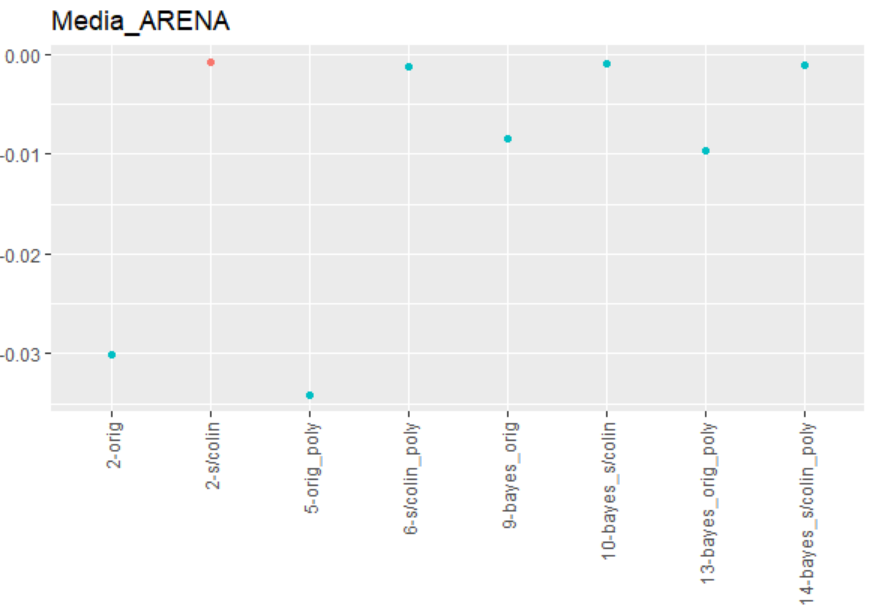 Media_ARENA
0.00
-0.01
-0.02
-0.03
2-orig
2-s/colin
5-orig_poly
6-s/colin_poly
9-bayes_orig
10-bayes_s/colin
13-bayes_orig_poly
14-bayes_s/colin_poly